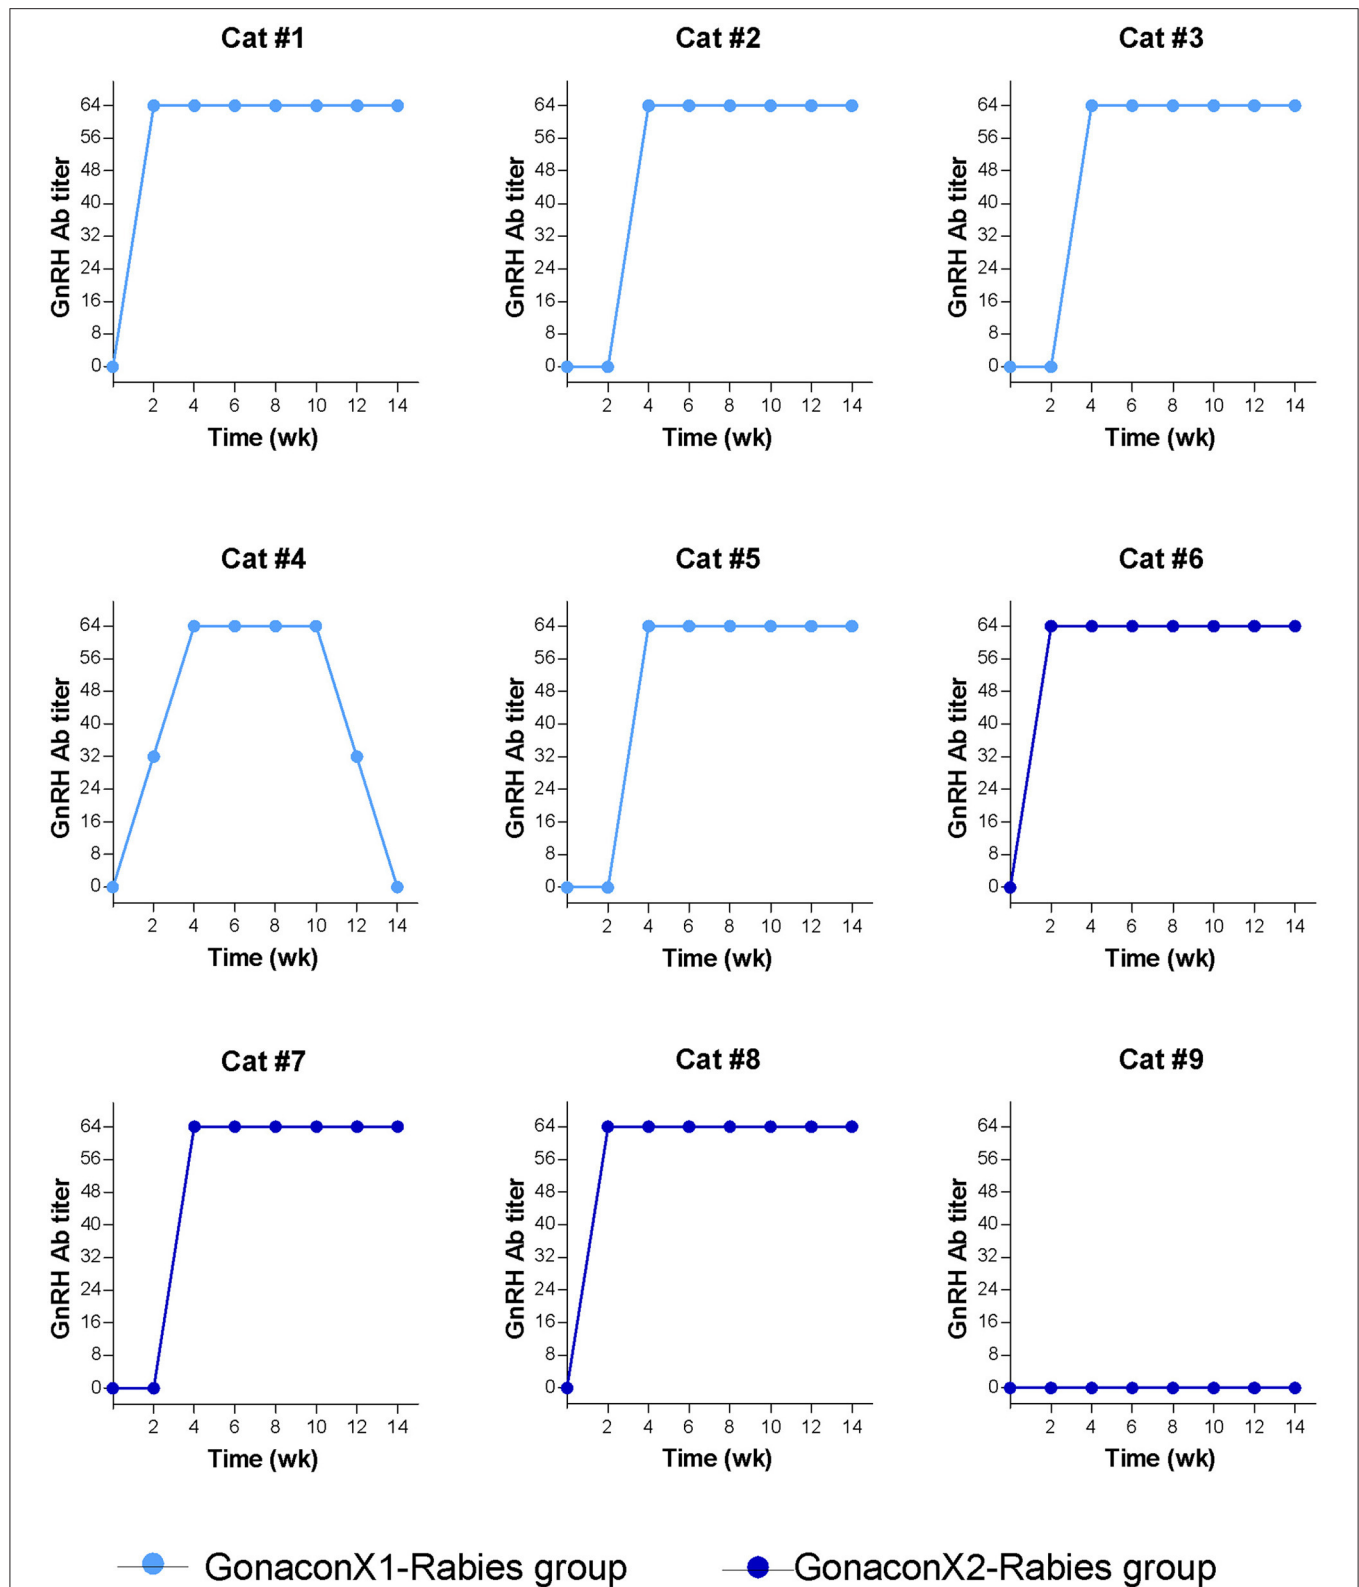 Cat #1 Cat #2 Cat #3
64 64 64
56 56 56
48 48 48
40 40 40
32 32 32
24 24 24
16 16 16
8 8 8
0 0 0
GnRH Ab titer GnRH Ab titer GnRH Ab titer
2 4 6 8 10 12 14 2 4 6 8 10 12 14 2 4 6 8 10 12 14
Time (wk) Time (wk) Time (wk)
Cat #4 Cat #5 Cat #6
64 64 64
56 56 56
48 48 48
40 40 40
32 32 32
24 24 24
16 16 16
8 8 8
0 0 0
GnRH Ab titer GnRH Ab titer GnRH Ab titer
2 4 6 8 10 12 14 2 4 6 8 10 12 14 2 4 6 8 10 12 14
Time (wk) Time (wk) Time (wk)
Cat #7 Cat #8 Cat #9
64 64 64
56 56 56
48 48 48
40 40 40
32 32 32
24 24 24
16 16 16
8 8 8
0 0 0
GnRH Ab titer GnRH Ab titer GnRH Ab titer
2 4 6 8 10 12 14 2 4 6 8 10 12 14 2 4 6 8 10 12 14
Time (wk) Time (wk) Time (wk)
GonaconX1-Rabies group GonaconX2-Rabies group